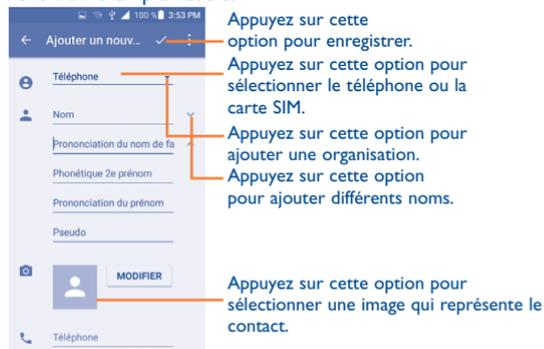 100 % 3:53 PM
Ajouter un nouv...
Téléphone
Nom
Prononciation du nom de fa
Phonétique 2e prénom
Prononciation du prénom
Pseudo
MODIFIER
Téléphone
Appuyez sur cette
option pour enregistrer.
Appuyez sur cette option pour
sélectionner le téléphone ou la
carte SIM.
Appuyez sur cette option pour
ajouter une organisation.
Appuyez sur cette option
pour ajouter différents noms.
Appuyez sur cette option pour
sélectionner une image qui représente le
contact.